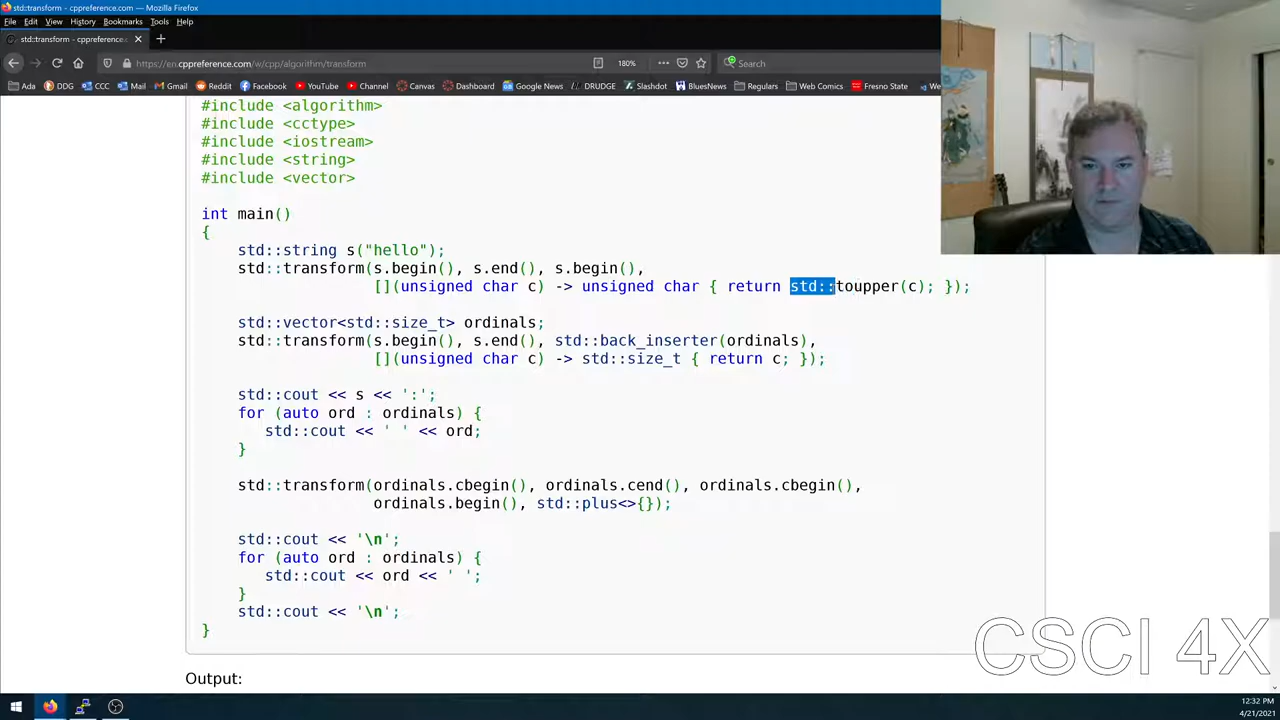 std::transform - cppreference.com — Mozilla Firefox
File Edit View History Bookmarks Tools Help
std::transform - cppreference.c
https://en.cppreference.com/w/cpp/algorithm/transform
180%
Search
Ada DDG CCC Mail Gmail Reddit Facebook YouTube Channel Canvas Dashboard Google News DRUDGE Slashdot BluesNews Regulars Web Comics Fresno State
#include <algorithm>
#include <cctype>
#include <iostream>
#include <string>
#include <vector>
int main()
{
    std::string s("hello");
    std::transform(s.begin(), s.end(), s.begin(),
                   [](unsigned char c) -> unsigned char { return std::toupper(c); });
    std::vector<std::size_t> ordinals;
    std::transform(s.begin(), s.end(), std::back_inserter(ordinals),
                   [](unsigned char c) -> std::size_t { return c; });
    std::cout << s << ':';
    for (auto ord : ordinals) {
       std::cout << ' ' << ord;
    }
    std::transform(ordinals.cbegin(), ordinals.cend(), ordinals.cbegin(),
                   ordinals.begin(), std::plus<>{});
    std::cout << '\n';
    for (auto ord : ordinals) {
       std::cout << ord << ' ';
    }
    std::cout << '\n';
}
Output:
CSCI 4X
12:32 PM
4/21/2021